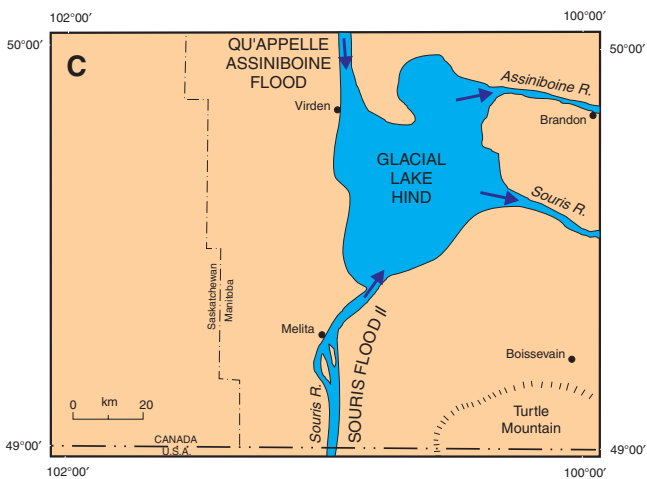 102°00′
100°00′
50°00′
50°00′
C
QU'APPELLE
ASSINIBOINE
FLOOD
Virden
Assiniboine R.
Brandon
GLACIAL
LAKE
HIND
Souris R.
Saskatchewan
Manitoba
Melita
SOURIS FLOOD II
Boissevain
0 km 20
Souris R.
Turtle
Mountain
CANADA
U.S.A.
49°00′
49°00′
102°00′
100°00′